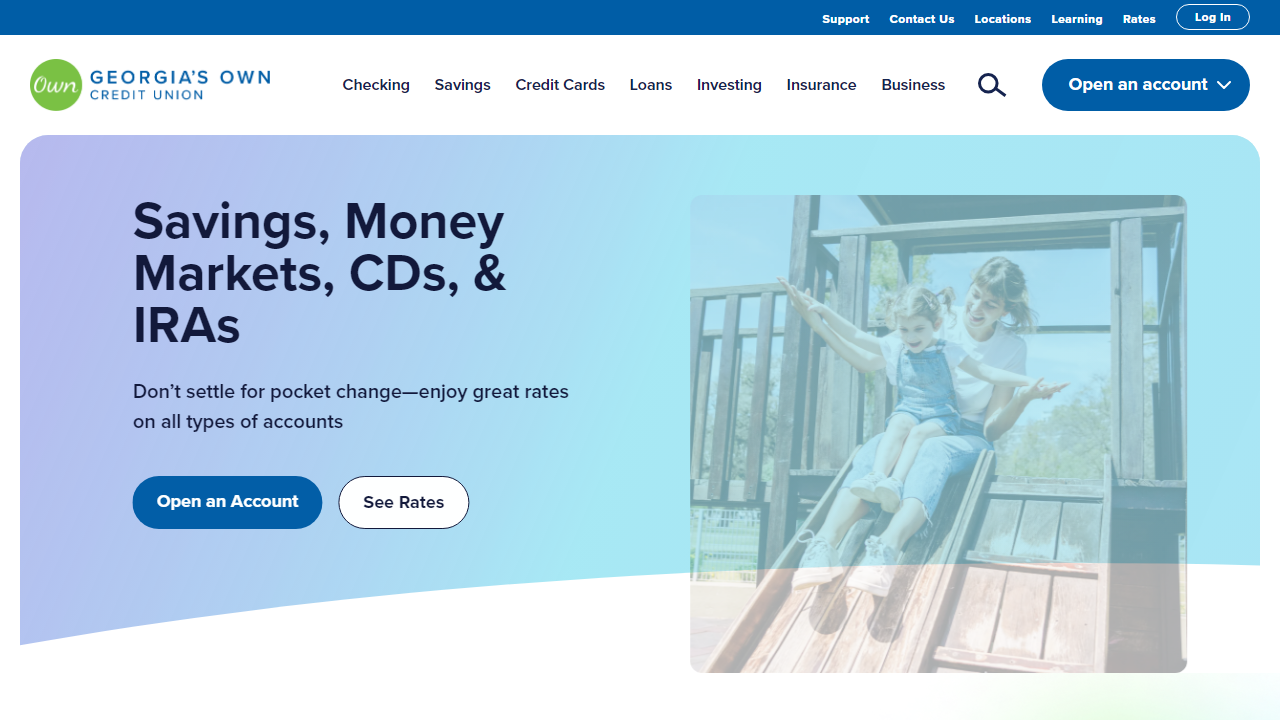 Support Contact Us Locations Learning Rates Log In
Own GEORGIA'S OWN
CREDIT UNION
Checking Savings Credit Cards Loans Investing Insurance Business Open an account
Savings, Money
Markets, CDs, &
IRAs
Don’t settle for pocket change—enjoy great rates
on all types of accounts
Open an Account See Rates